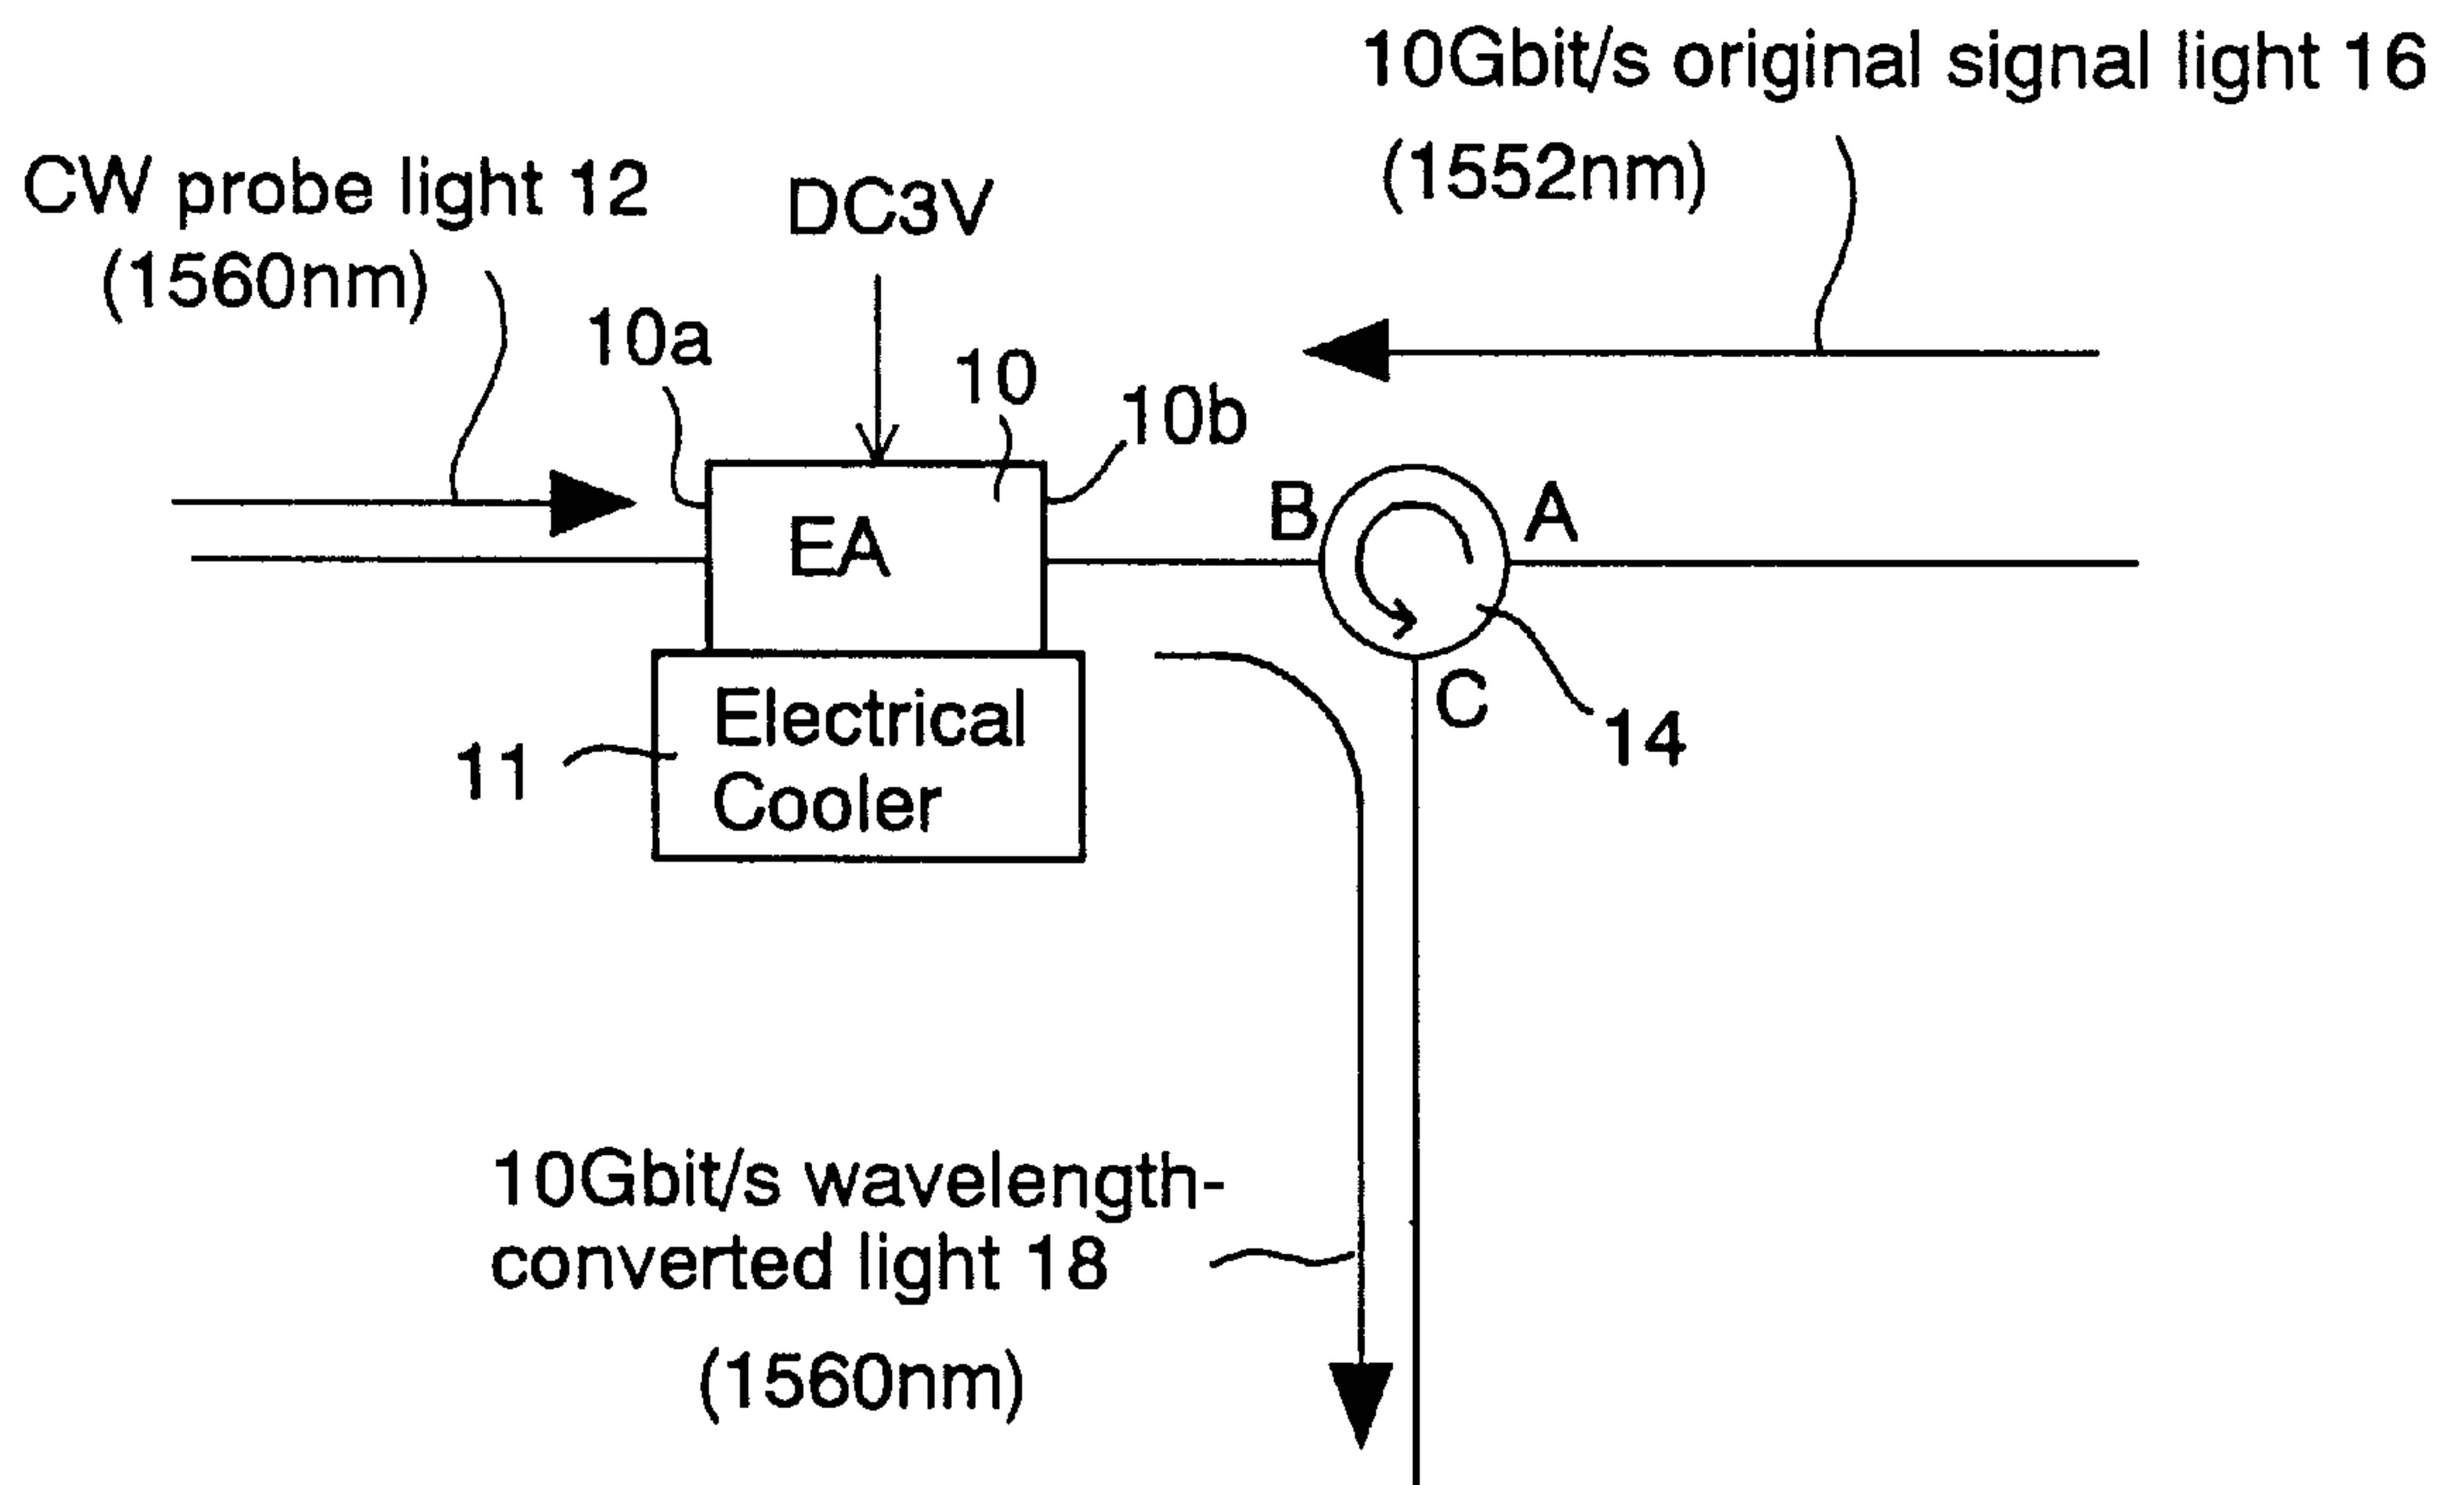 10Gbit/s original signal light 16
(1552nm)
CW probe light 12
(1560nm)
DC3V
10a
10
10b
EA
B
A
C
14
11
Electrical
Cooler
10Gbit/s wavelength-
converted light 18
(1560nm)